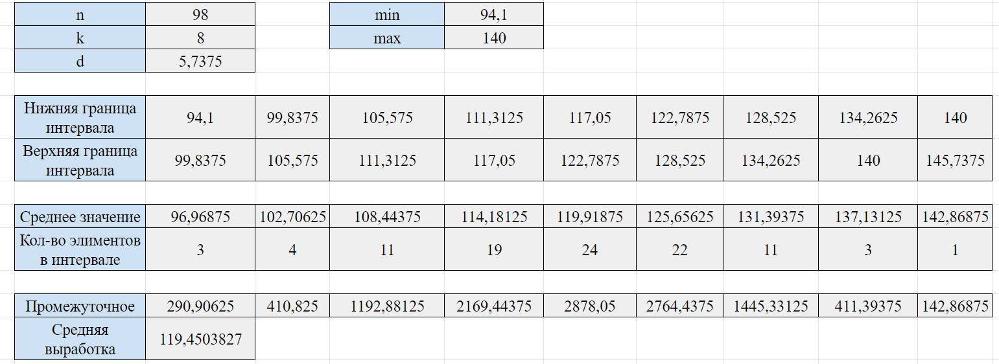 n 98 min 94,1
k 8 max 140
d 5,7375
Нижняя граница
интервала 94,1 99,8375 105,575 111,3125 117,05 122,7875 128,525 134,2625 140
Верхняя граница
интервала 99,8375 105,575 111,3125 117,05 122,7875 128,525 134,2625 140 145,7375
Среднее значение 96,96875 102,70625 108,44375 114,18125 119,91875 125,65625 131,39375 137,13125 142,86875
Кол-во элиментов
в интервале 3 4 11 19 24 22 11 3 1
Промежуточное 290,90625 410,825 1192,88125 2169,44375 2878,05 2764,4375 1445,33125 411,39375 142,86875
Средняя
выработка 119,4503827